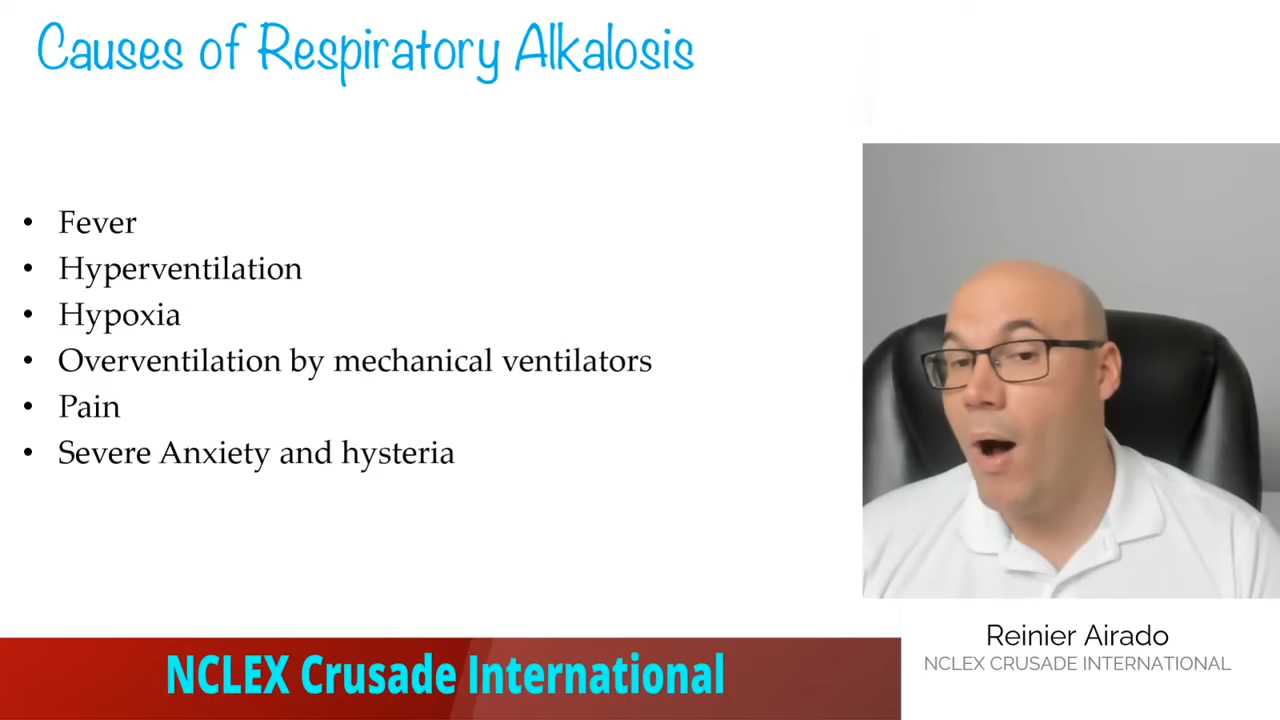 Causes of Respiratory Alkalosis
• Fever
• Hyperventilation
• Hypoxia
• Overventilation by mechanical ventilators
• Pain
• Severe Anxiety and hysteria
Reinier Airado
NCLEX CRUSADE INTERNATIONAL
NCLEX Crusade International